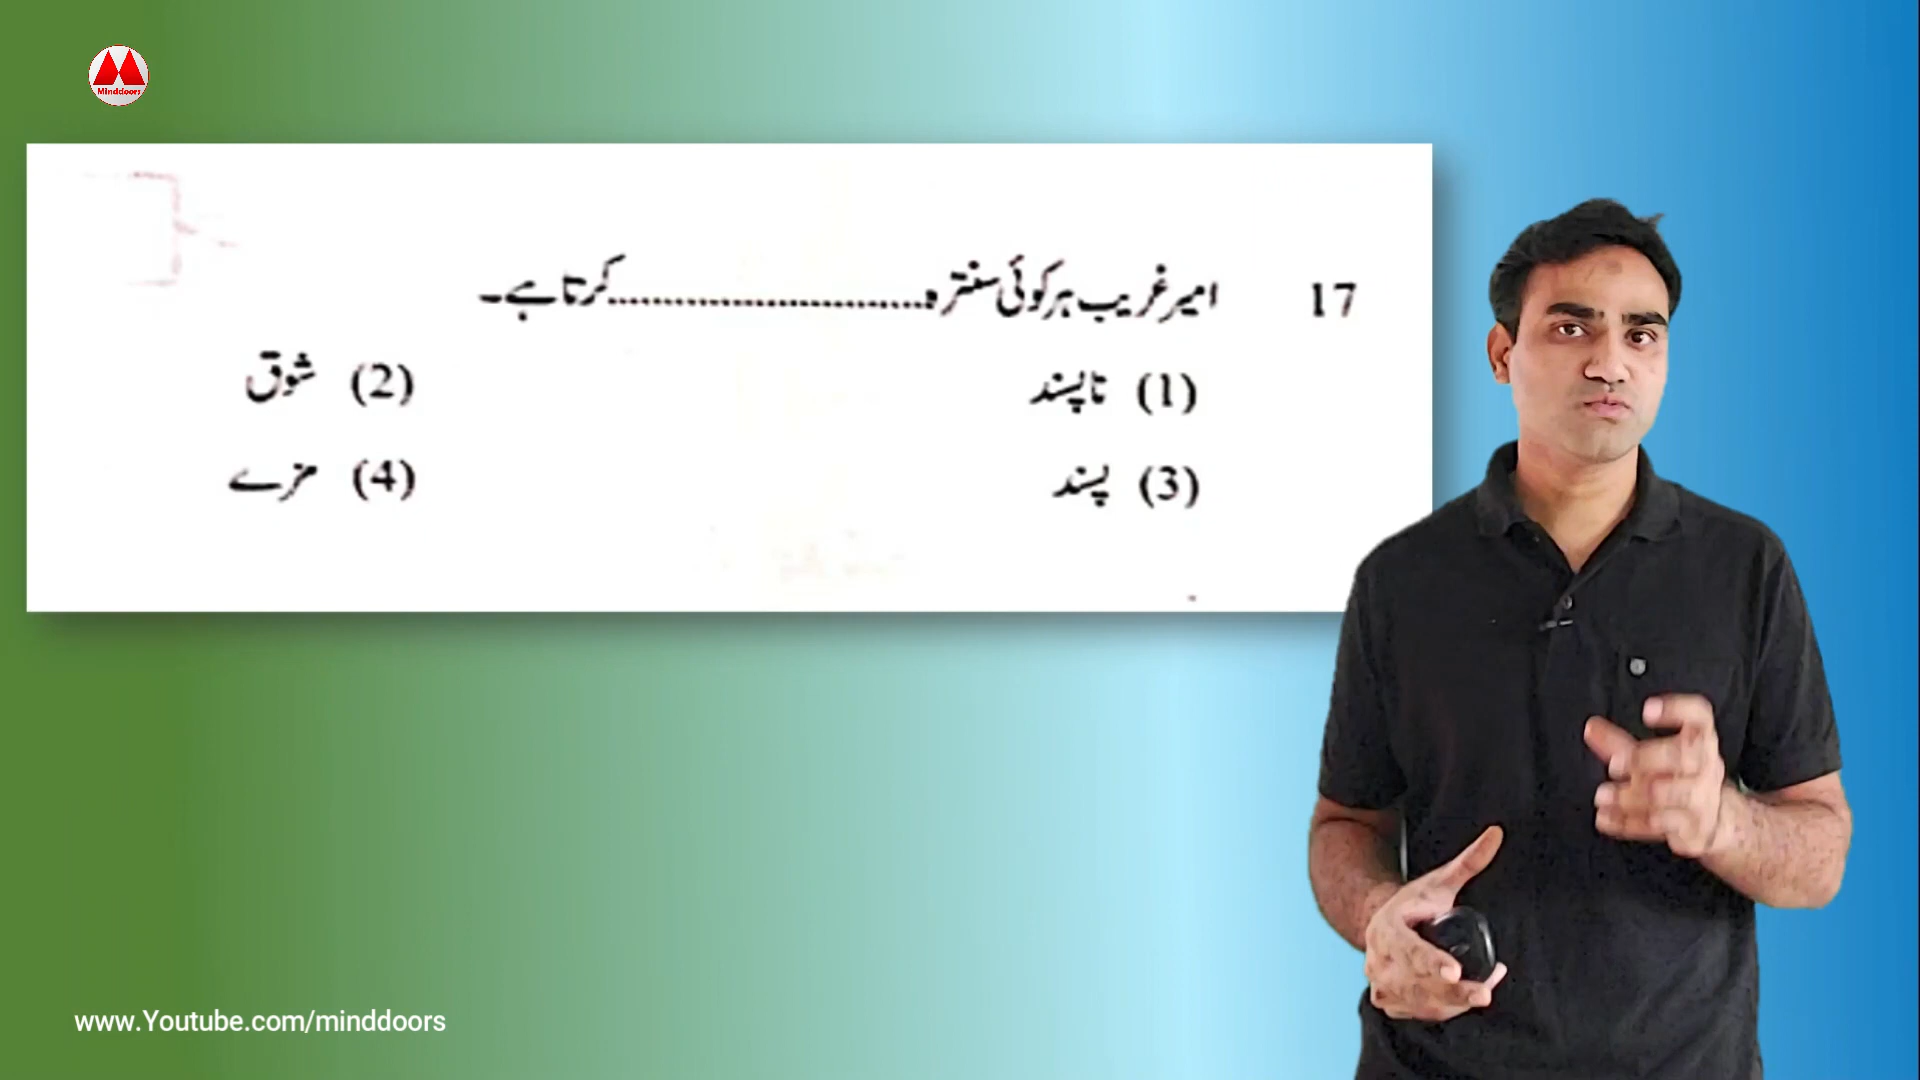 Minddoors
17 امیر غریب ہر کوئی سنترہ............................کرتا ہے۔
(1) ناپسند (2) شوق
(3) پسند (4) مزے
www.Youtube.com/minddoors